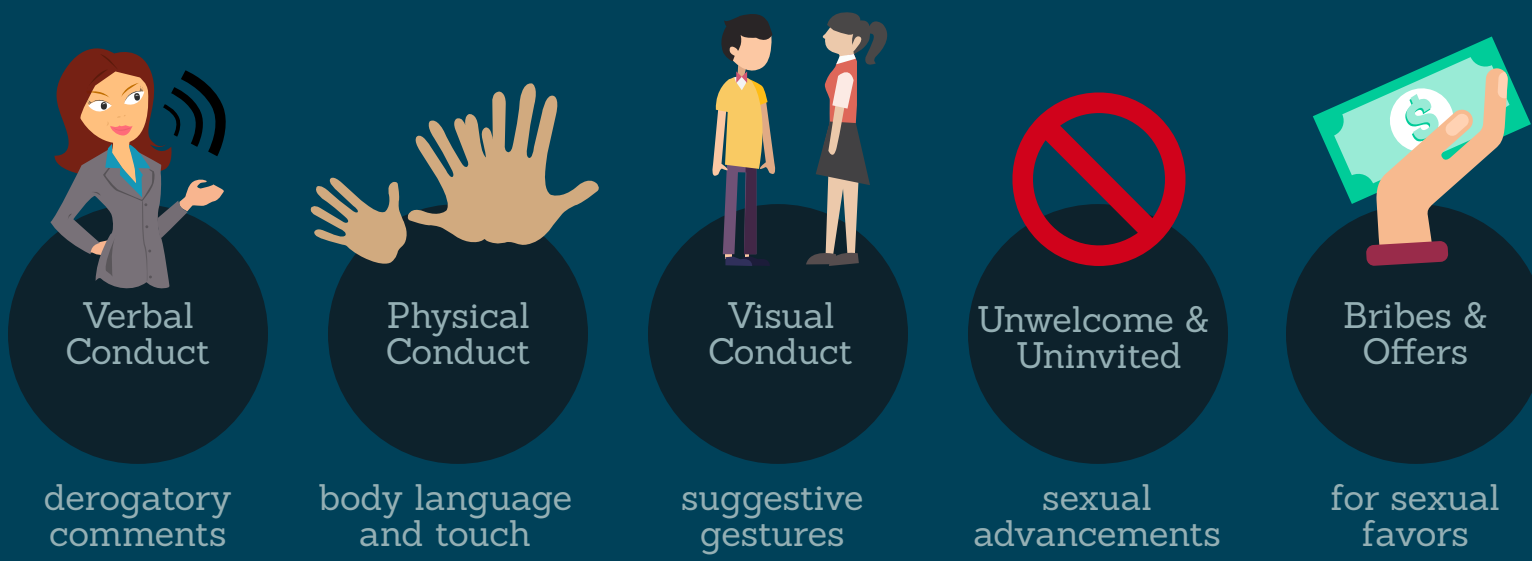 Verbal
Conduct
derogatory
comments
Physical
Conduct
body language
and touch
Visual
Conduct
suggestive
gestures
Unwelcome &
Uninvited
sexual
advancements
$
Bribes &
Offers
for sexual
favors